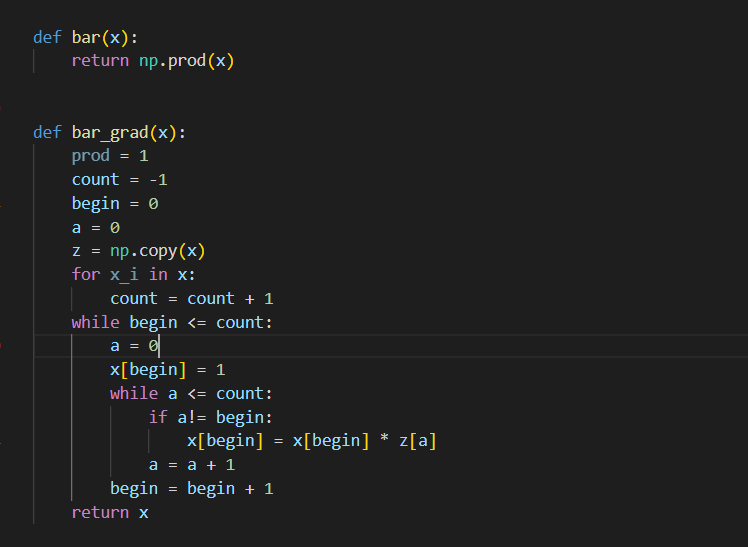 def bar(x):
    return np.prod(x)
def bar_grad(x):
    prod = 1
    count = -1
    begin = 0
    a = 0
    z = np.copy(x)
    for x_i in x:
        count = count + 1
    while begin <= count:
        a = 0
        x[begin] = 1
        while a <= count:
            if a!= begin:
                x[begin] = x[begin] * z[a]
            a = a + 1
        begin = begin + 1
    return x